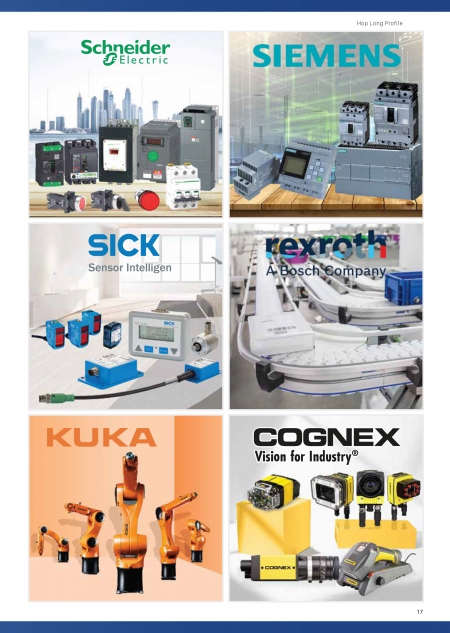 Hop Long Profile
Schneider
Electric
SIEMENS
SICK
Sensor Intelligen
SICK
rexroth
A Bosch Company
KUKA
COGNEX
Vision for Industry®
COGNEX
17